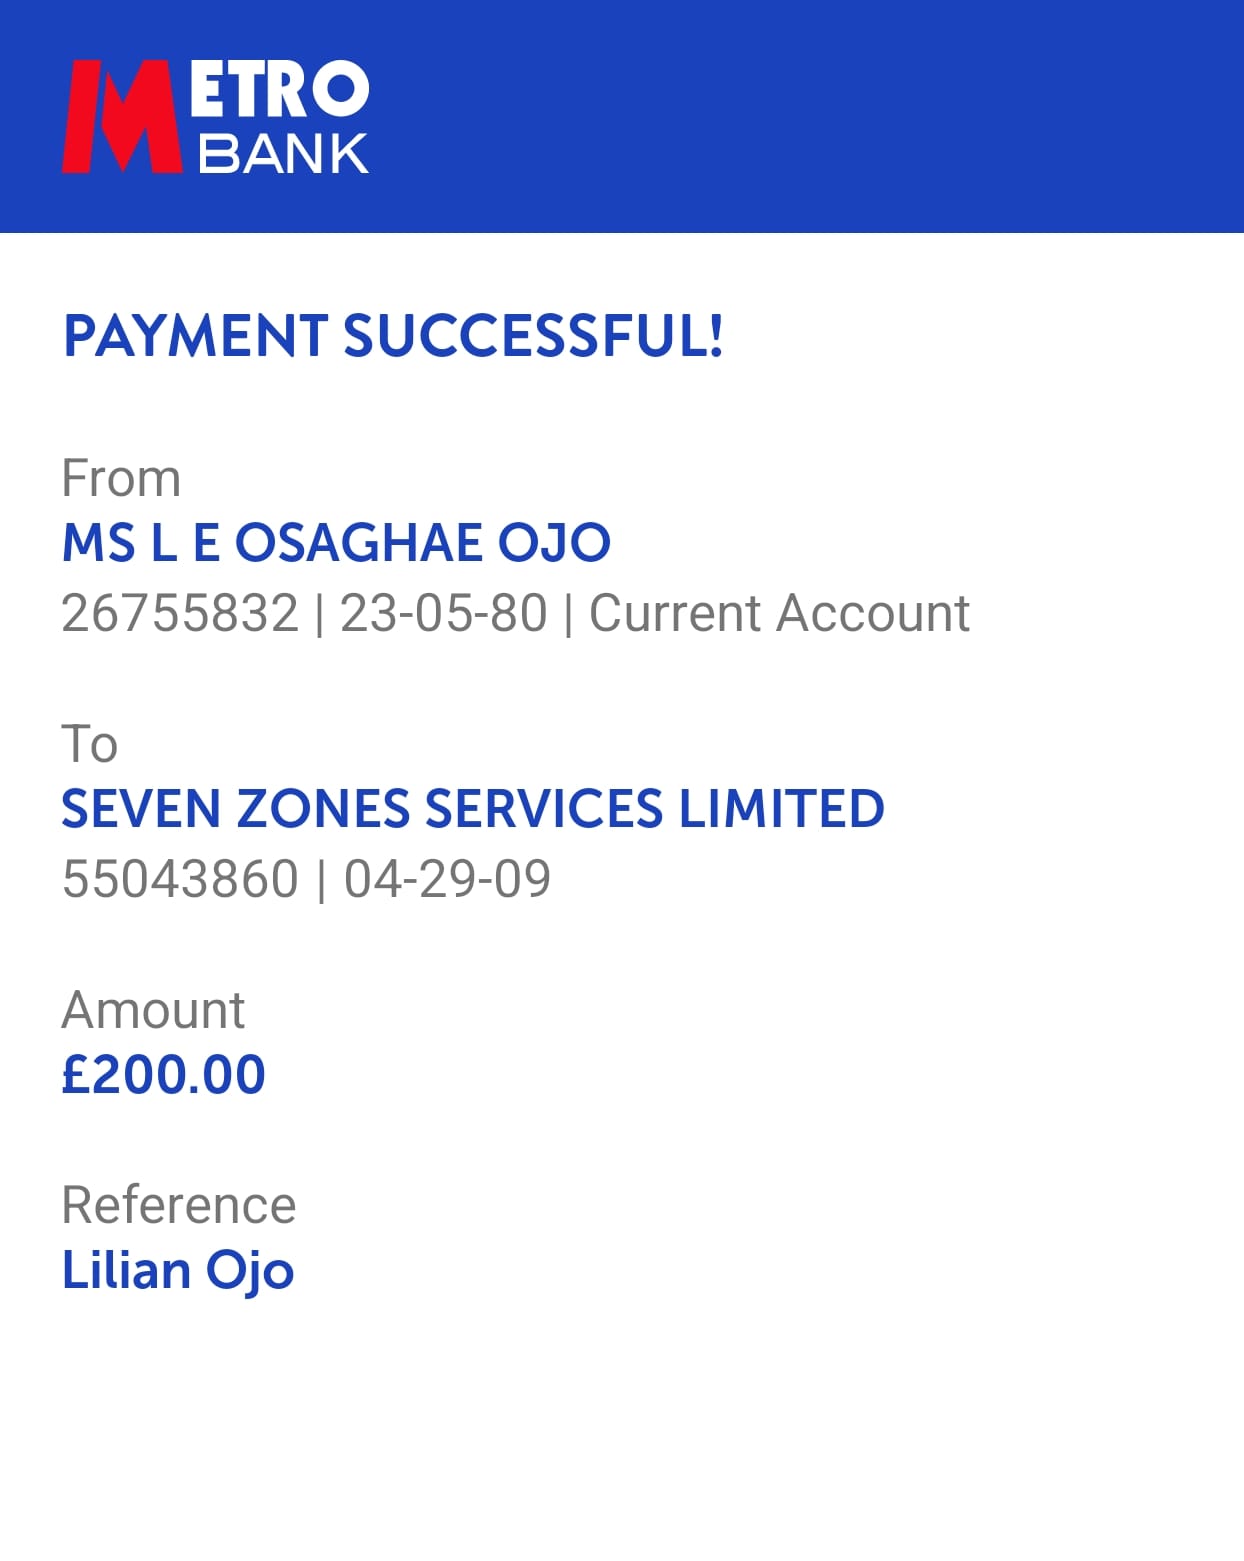 METRO
BANK
PAYMENT SUCCESSFUL!
From
MS L E OSAGHAE OJO
26755832 | 23-05-80 | Current Account
To
SEVEN ZONES SERVICES LIMITED
55043860 | 04-29-09
Amount
£200.00
Reference
Lilian Ojo